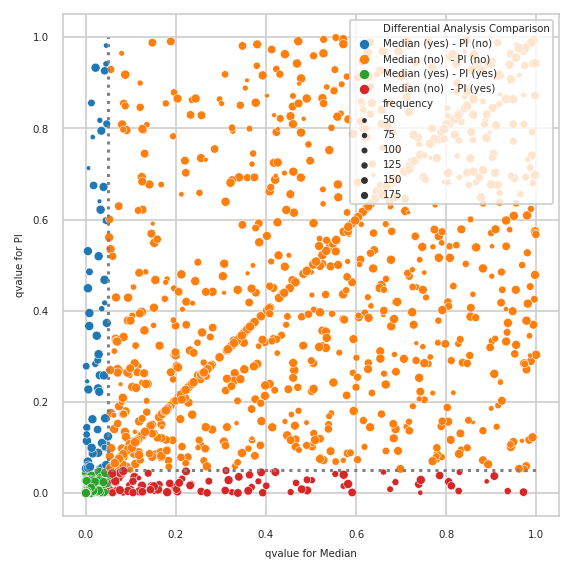 Differential Analysis Comparison
Median (yes) - PI (no)
Median (no)  - PI (no)
Median (yes) - PI (yes)
Median (no)  - PI (yes)
frequency
50
75
100
125
150
175
1.0
0.8
0.6
0.4
0.2
0.0
qvalue for PI
0.0 0.2 0.4 0.6 0.8 1.0
qvalue for Median